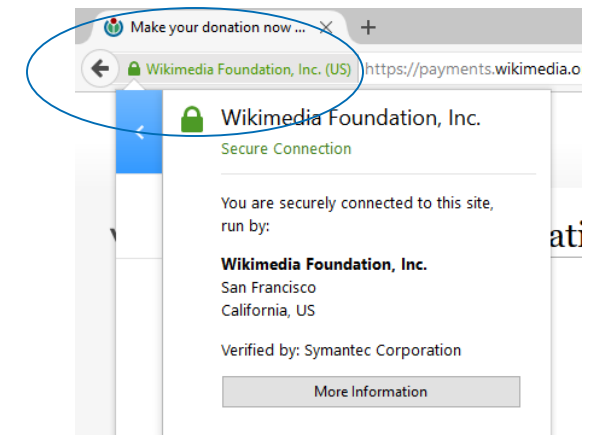 Make your donation now ...
Wikimedia Foundation, Inc. (US) https://payments.wikimedia.o
Wikimedia Foundation, Inc.
Secure Connection
You are securely connected to this site,
run by:
ati
Wikimedia Foundation, Inc.
San Francisco
California, US
Verified by: Symantec Corporation
More Information